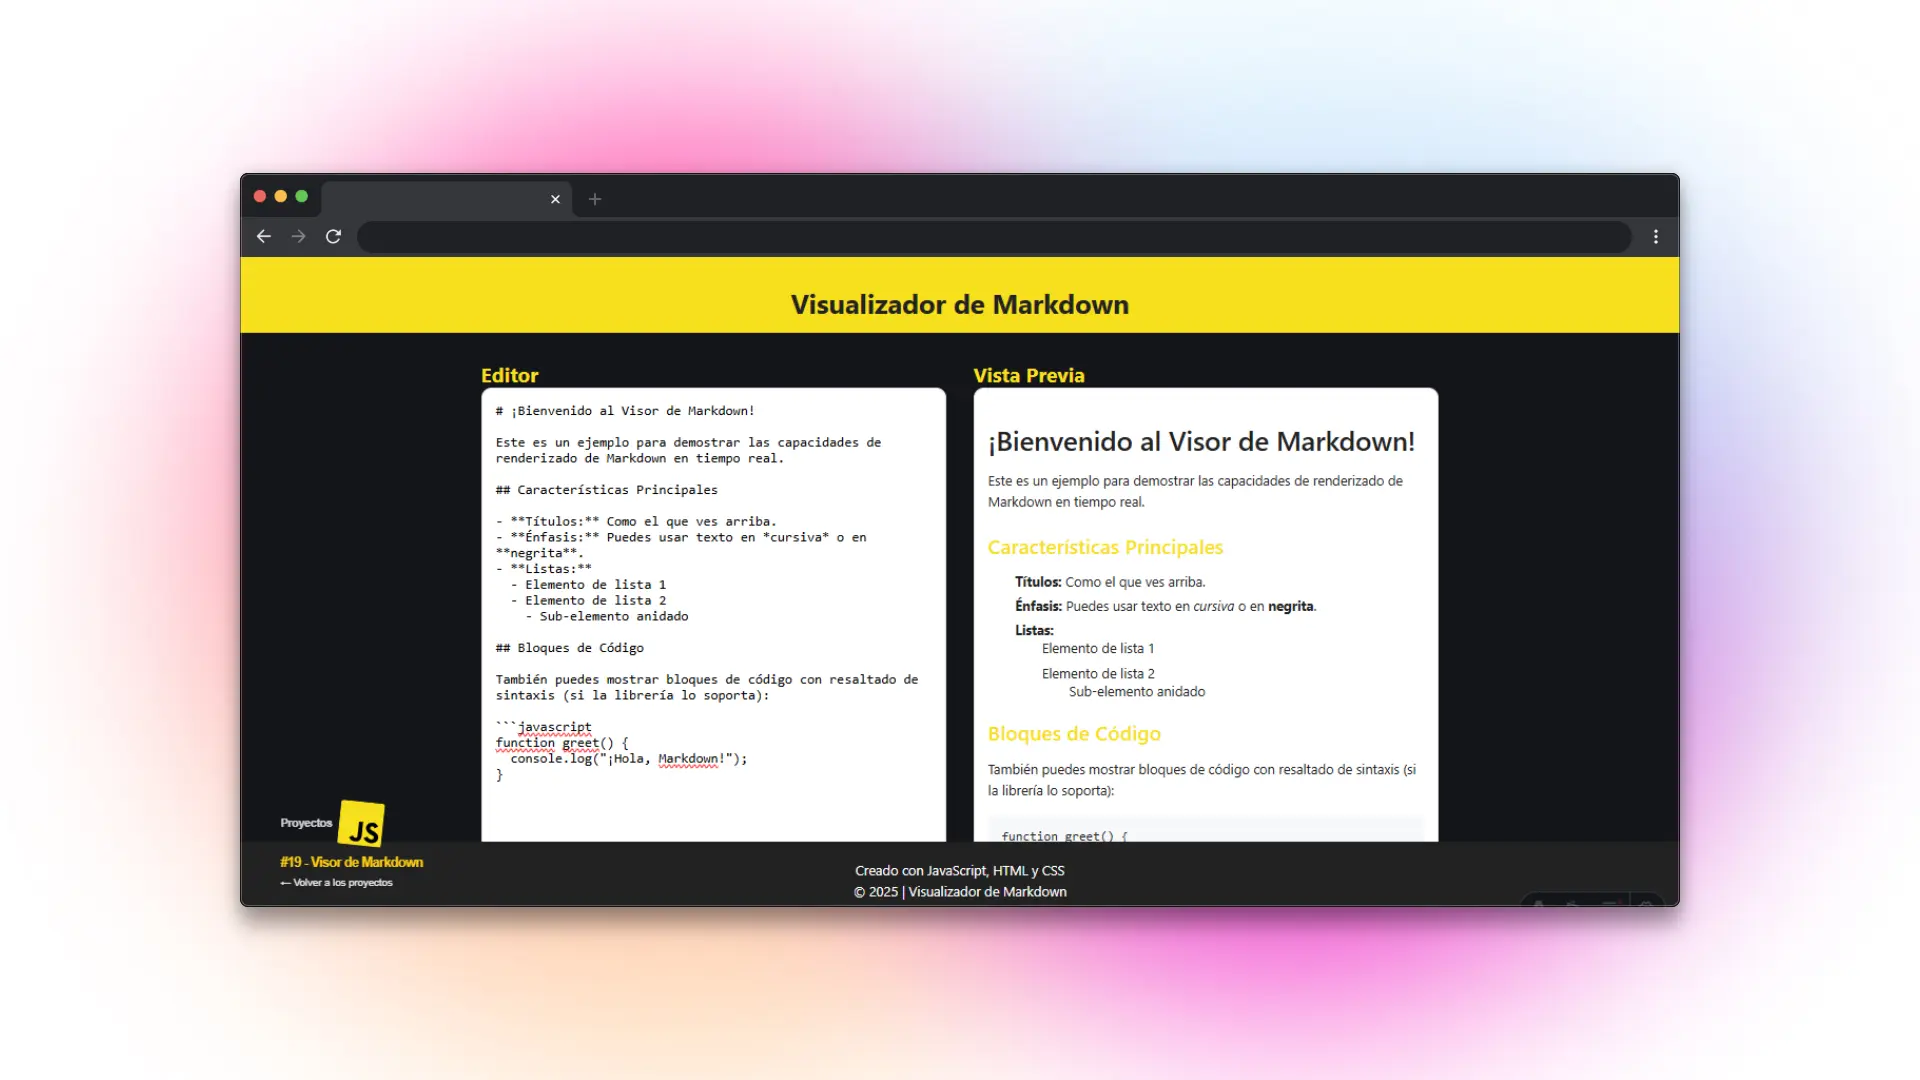 Visualizador de Markdown
Editor
# ¡Bienvenido al Visor de Markdown!
Este es un ejemplo para demostrar las capacidades de
renderizado de Markdown en tiempo real.
## Características Principales
- **Títulos:** Como el que ves arriba.
- **Énfasis:** Puedes usar texto en *cursiva* o en
**negrita**.
- **Listas:**
  - Elemento de lista 1
  - Elemento de lista 2
    - Sub-elemento anidado
## Bloques de Código
También puedes mostrar bloques de código con resaltado de
sintaxis (si la librería lo soporta):
```javascript
function greet() {
  console.log("¡Hola, Markdown!");
}
Vista Previa
¡Bienvenido al Visor de Markdown!
Este es un ejemplo para demostrar las capacidades de renderizado de
Markdown en tiempo real.
Características Principales
Títulos: Como el que ves arriba.
Énfasis: Puedes usar texto en cursiva o en negrita.
Listas:
Elemento de lista 1
Elemento de lista 2
Sub-elemento anidado
Bloques de Código
También puedes mostrar bloques de código con resaltado de sintaxis (si
la librería lo soporta):
function greet() {
Proyectos
JS
#19 - Visor de Markdown
← Volver a los proyectos
Creado con JavaScript, HTML y CSS
© 2025 | Visualizador de Markdown